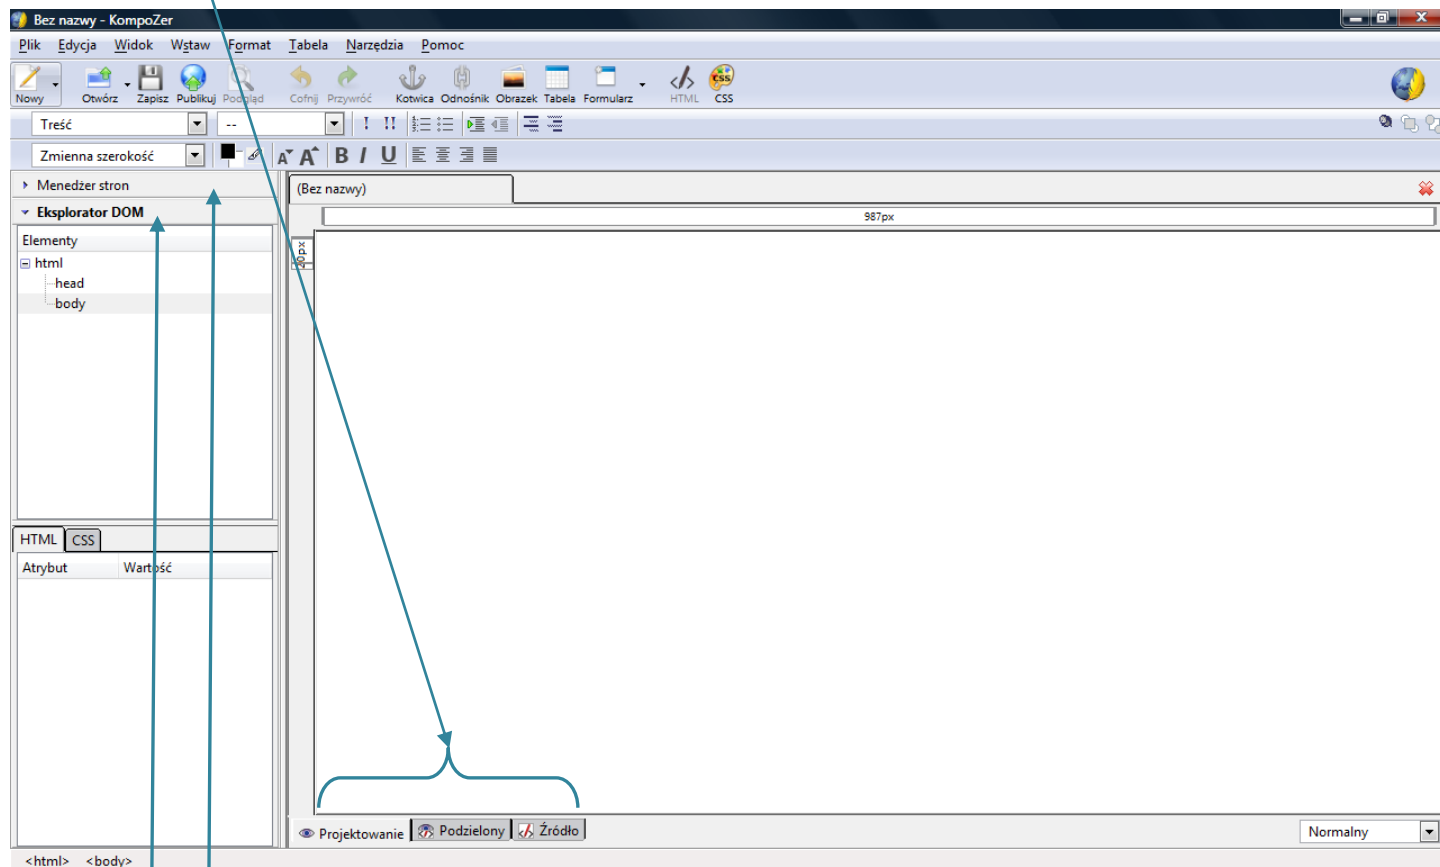 Bez nazwy - KompoZer
Plik Edycja Widok Wstaw Format Tabela Narzędzia Pomoc
Nowy Otwórz Zapisz Publikuj Podgląd Cofnij Przywróć Kotwica Odnośnik Obrazek Tabela Formularz HTML CSS
Treść --
Zmienna szerokość A A B I U
Menedżer stron
(Bez nazwy)
Eksplorator DOM
987px
Elementy
20px
html
head
body
HTML CSS
Atrybut Wartość
Projektowanie Podzielony Źródło Normalny
<html> <body>